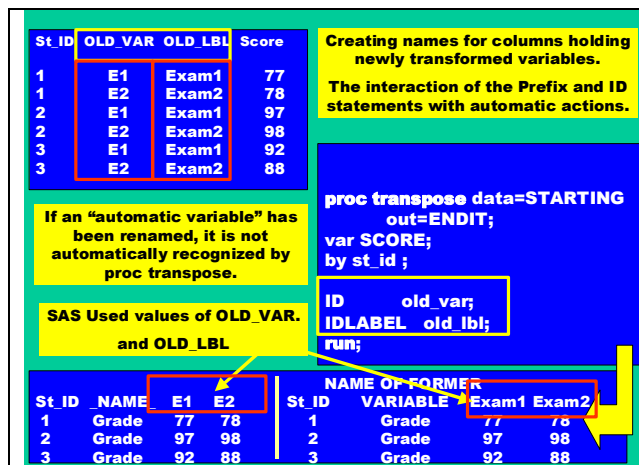 St_ID OLD_VAR OLD_LBL Score
1 E1 Exam1 77
1 E2 Exam2 78
2 E1 Exam1 97
2 E2 Exam2 98
3 E1 Exam1 92
3 E2 Exam2 88
Creating names for columns holding
newly transformed variables.
The interaction of the Prefix and ID
statements with automatic actions.
If an “automatic variable” has
been renamed, it is not
automatically recognized by
proc transpose.
proc transpose data=STARTING
out=ENDIT;
var SCORE;
by st_id ;
ID old_var;
IDLABEL old_lbl;
run;
SAS Used values of OLD_VAR.
and OLD_LBL
St_ID _NAME_ E1 E2
1 Grade 77 78
2 Grade 97 98
3 Grade 92 88
NAME OF FORMER
St_ID VARIABLE Exam1 Exam2
1 Grade 77 78
2 Grade 97 98
3 Grade 92 88